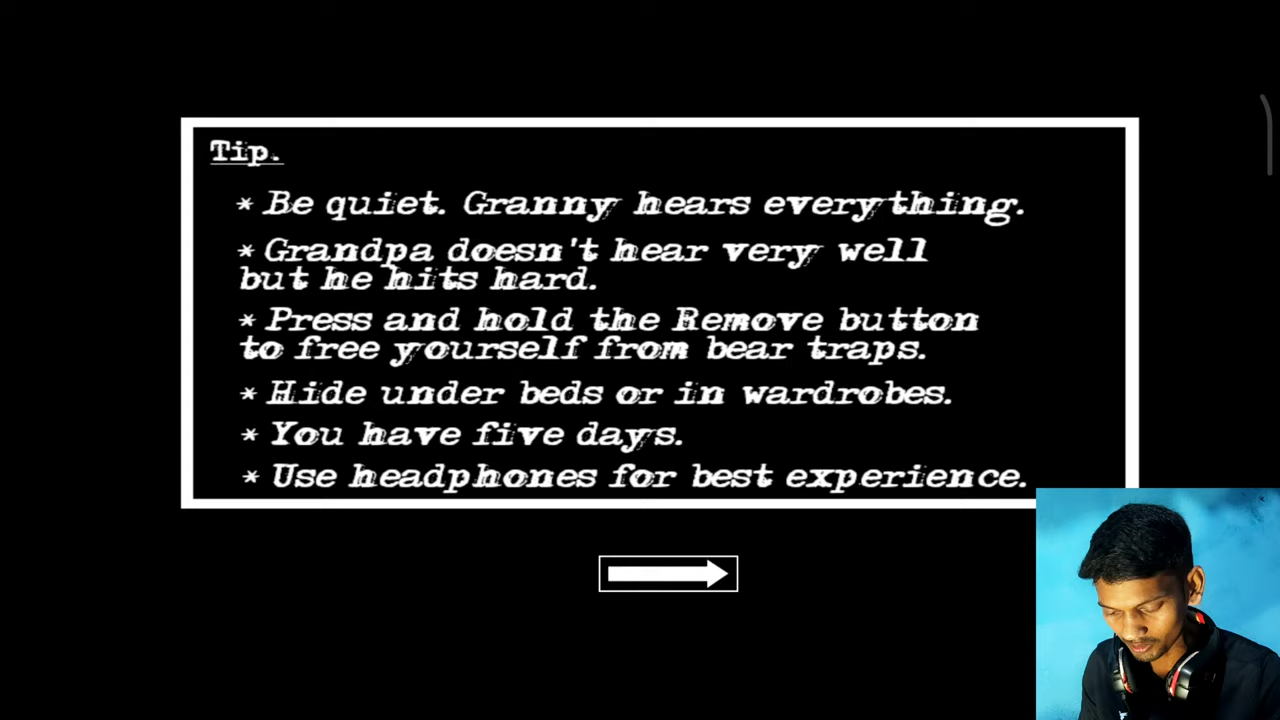 Tip.
* Be quiet. Granny hears everything.
* Grandpa doesn't hear very well
but he hits hard.
* Press and hold the Remove button
to free yourself from bear traps.
* Hide under beds or in wardrobes.
* You have five days.
* Use headphones for best experience.